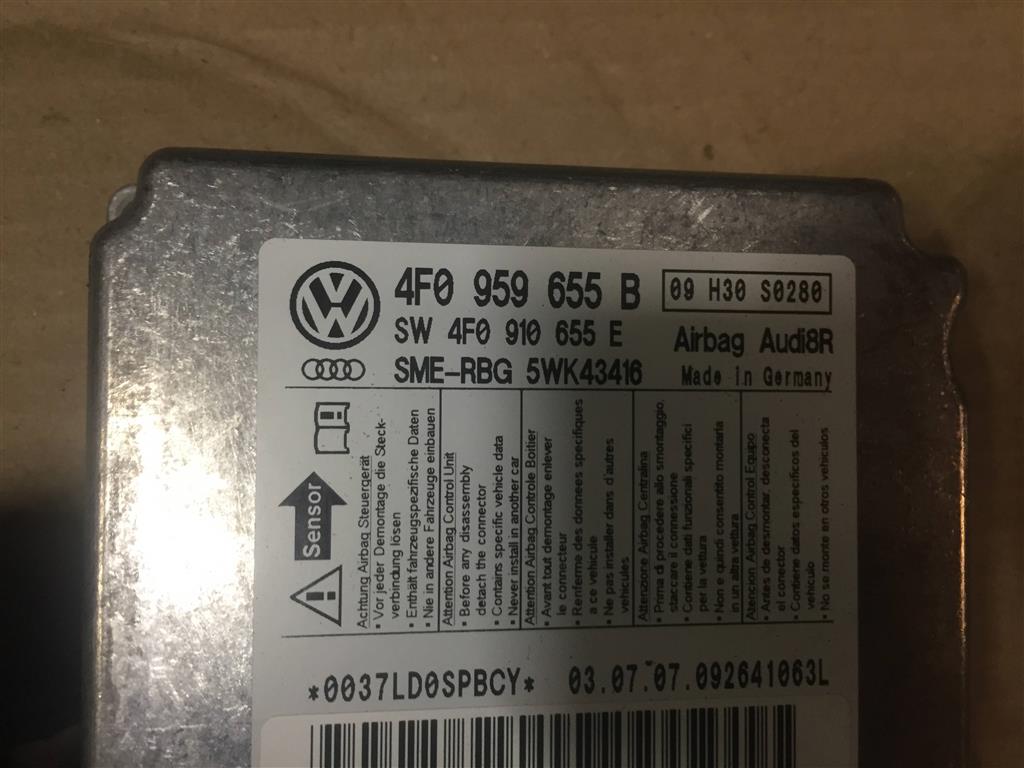 4F0 959 655 B
09 H30 S0280
SW 4F0 910 655 E
Airbag Audi8R
SME-RBG 5WK43416
Made in Germany
Sensor
Achtung Airbag Steuergerät
• Vor jeder Demontage die Steck-
verbindung lösen
• Enthält fahrzeugspezifische Daten
• Nie in andere Fahrzeuge einbauen
Attention Airbag Control Unit
• Before any disassembly
detach the connector
• Contains specific vehicle data
• Never install in another car
Attention Airbag Controle Boitier
• Avant tout demontage enlever
le connecteur
• Renferme des donnees specifiques
a ce vehicule
• Ne pas installer dans d'autres
vehicules
Attenzione Airbag Centralina
• Prima di procedere allo smontaggio,
staccare il connessione
• Contiene dati funzionali specifici
per la vettura
• Non e quindi consentito montarla
in un altra vettura
Atencion Airbag Control Equipo
• Antes de desmontar, desconecta
el conector
• Contiene datos especificos del
vehiculo
• No se monte en otros vehiculos
*0037LD0SPBCY*
03.07.07.092641063L